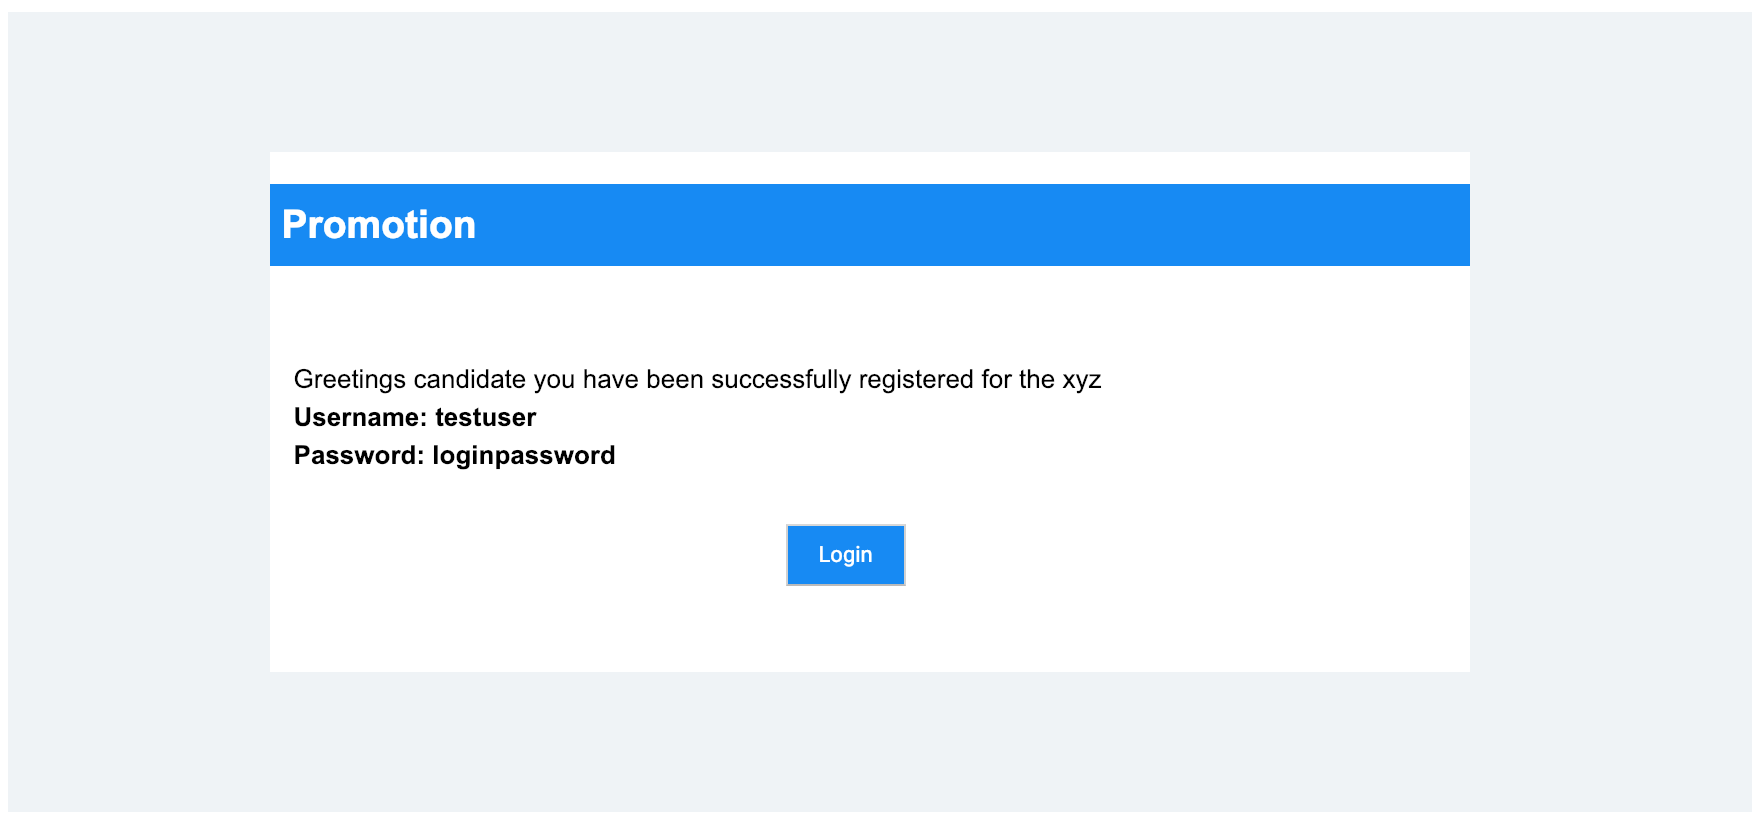 Promotion
Greetings candidate you have been successfully registered for the xyz
Username: testuser
Password: loginpassword
Login